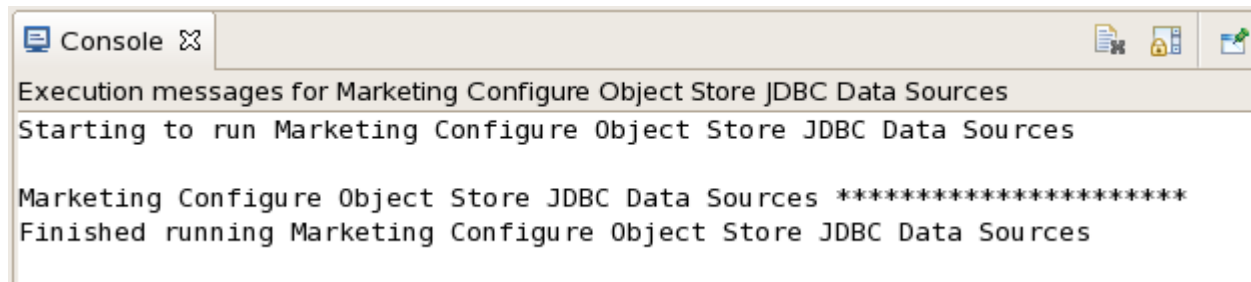 Console
Execution messages for Marketing Configure Object Store JDBC Data Sources
Starting to run Marketing Configure Object Store JDBC Data Sources
Marketing Configure Object Store JDBC Data Sources **********************
Finished running Marketing Configure Object Store JDBC Data Sources